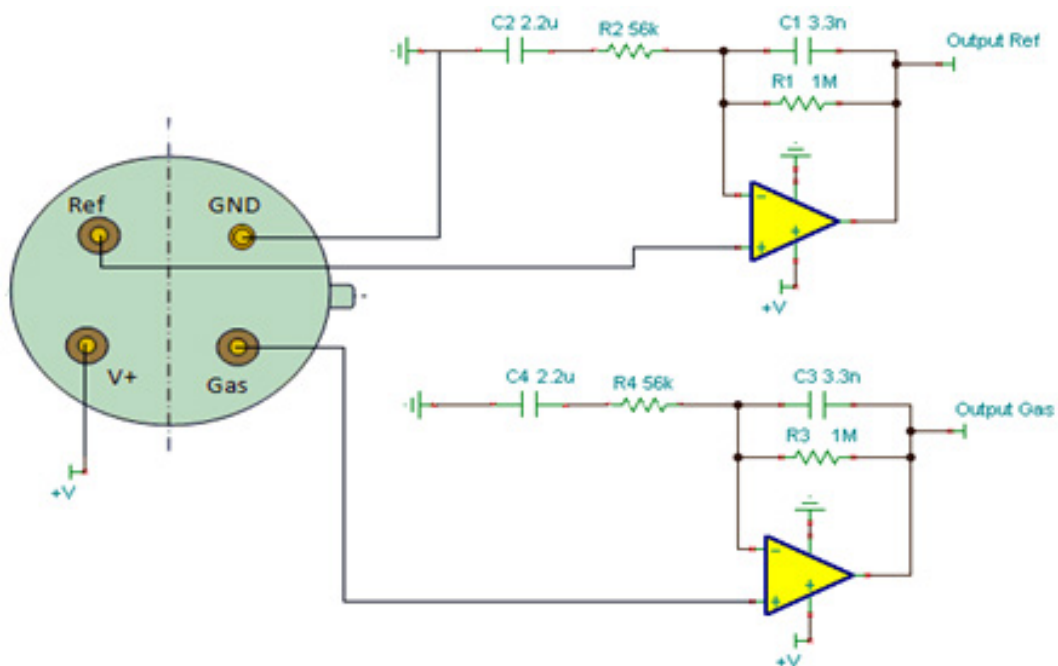 C2 2.2u
R2 56k
C1 3.3n
Output Ref
R1 1M
Ref
GND
+V
V+
Gas
+V
C4 2.2u
R4 56k
C3 3.3n
Output Gas
R3 1M
+V